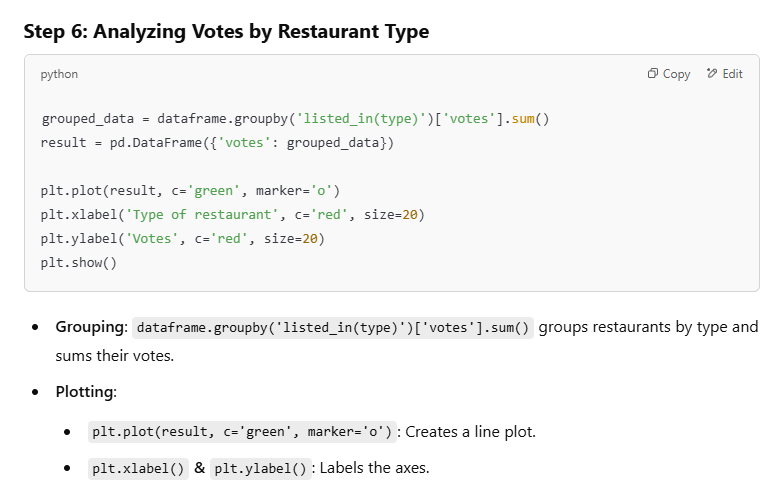 Step 6: Analyzing Votes by Restaurant Type
python Copy Edit
grouped_data = dataframe.groupby('listed_in(type)')['votes'].sum()
result = pd.DataFrame({'votes': grouped_data})
plt.plot(result, c='green', marker='o')
plt.xlabel('Type of restaurant', c='red', size=20)
plt.ylabel('Votes', c='red', size=20)
plt.show()
• Grouping: dataframe.groupby('listed_in(type)')['votes'].sum() groups restaurants by type and
sums their votes.
• Plotting:
• plt.plot(result, c='green', marker='o') : Creates a line plot.
• plt.xlabel() & plt.ylabel() : Labels the axes.